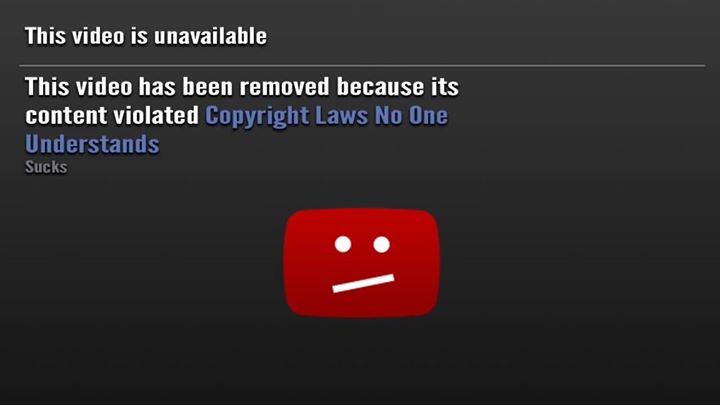 This video is unavailable
This video has been removed because its
content violated Copyright Laws No One
Understands
Sucks